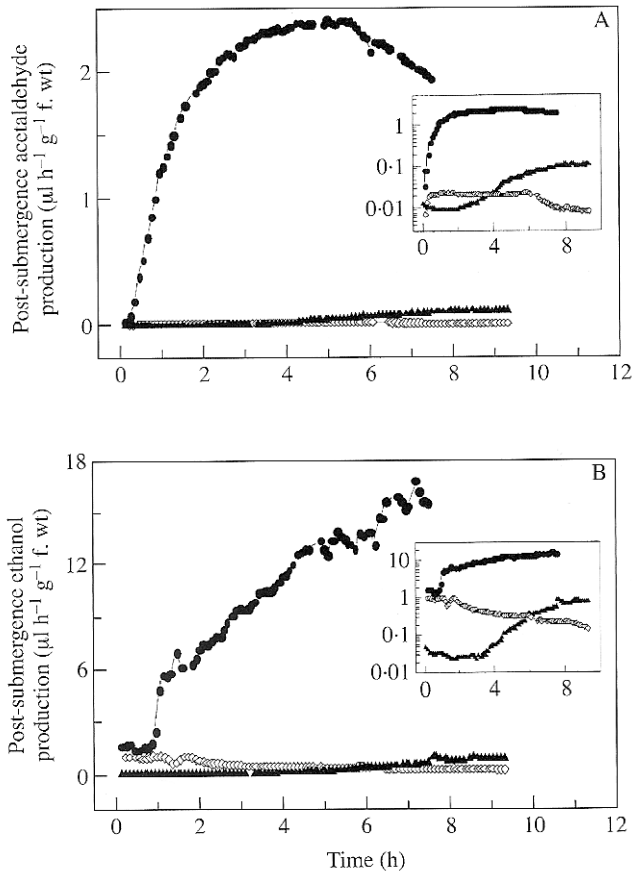 A
Post-submergence acctaldehyde
production (µl h⁻¹ g⁻¹ f. wt)
2
1
0
1
0·1
0·01
0 4 8
0 2 4 6 8 10 12
B
Post-submergence ethanol
production (µl h⁻¹ g⁻¹ f. wt)
18
12
6
0
10
1
0·1
0·01
0 4 8
0 2 4 6 8 10 12
Time (h)